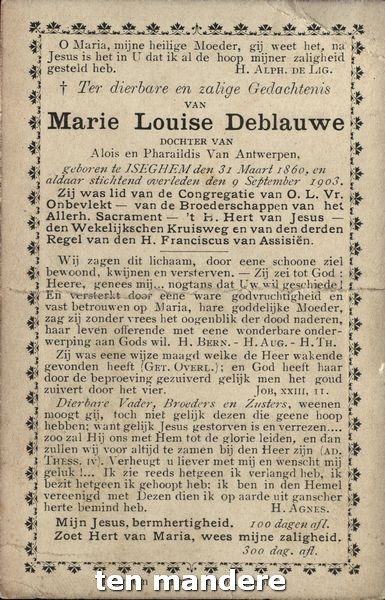 O Maria, mijne heilige Moeder, gij weet het, na
Jesus is het in U dat ik al de hoop mijner zaligheid
gesteld heb. H. ALPH. DE LIG.
† Ter dierbare en zalige Gedachtenis
VAN
Marie Louise Deblauwe
DOCHTER VAN
Alois en Pharaildis Van Antwerpen,
geboren te ISEGHEM den 31 Maart 1860, en
aldaar stichtend overleden den 9 September 1903.
Zij was lid van de Congregatie van O. L. Vr.
Onbevlekt - van de Broederschappen van het
Allerh. Sacrament - 't H. Hert van Jesus -
den Wekelijkschen Kruisweg en van den derden
Regel van den H. Franciscus van Assisiën.
Wij zagen dit lichaam, door eene schoone ziel
bewoond, kwijnen en versterven. — Zij zei tot God :
Heere, genees mij... nogtans dat Uw wil geschiede!
En versterkt door eene ware godvruchtigheid en
vast betrouwen op Maria, hare goddelijke Moeder,
zag zij zonder vrees het oogenblik der dood naderen,
haar leven offerende met eene wonderbare onder-
werping aan Gods wil. H. BERN. - H. AUG. - H. TH.
Zij was eene wijze maagd welke de Heer wakende
gevonden heeft (GET. OVERL.); en God heeft haar
door de beproeving gezuiverd gelijk men het goud
zuivert door het vier. JOB, XXIII, 11.
Dierbare Vader, Broeders en Zusters, weenen
moogt gij, toch niet gelijk dezen die geene hoop
hebben; want gelijk Jesus gestorven is en verrezen....
zoo zal Hij ons met Hem tot de glorie leiden, en dan
zullen wij voor altijd te zamen bij den Heer zijn (AD.
THESS. IV). Verheugt u liever met mij en wenscht mij
geluk !... Ik zie reeds hetgeen ik verlangd heb, ik
bezit hetgeen ik gehoopt heb; ik ben in den Hemel
vereenigd met Dezen dien ik op aarde uit ganscher
herte bemind heb. H. AGNES.
Mijn Jesus, bermhertigheid. 100 dagen afl.
Zoet Hert van Maria, wees mijne zaligheid.
300 dag. afl.
ten mandere